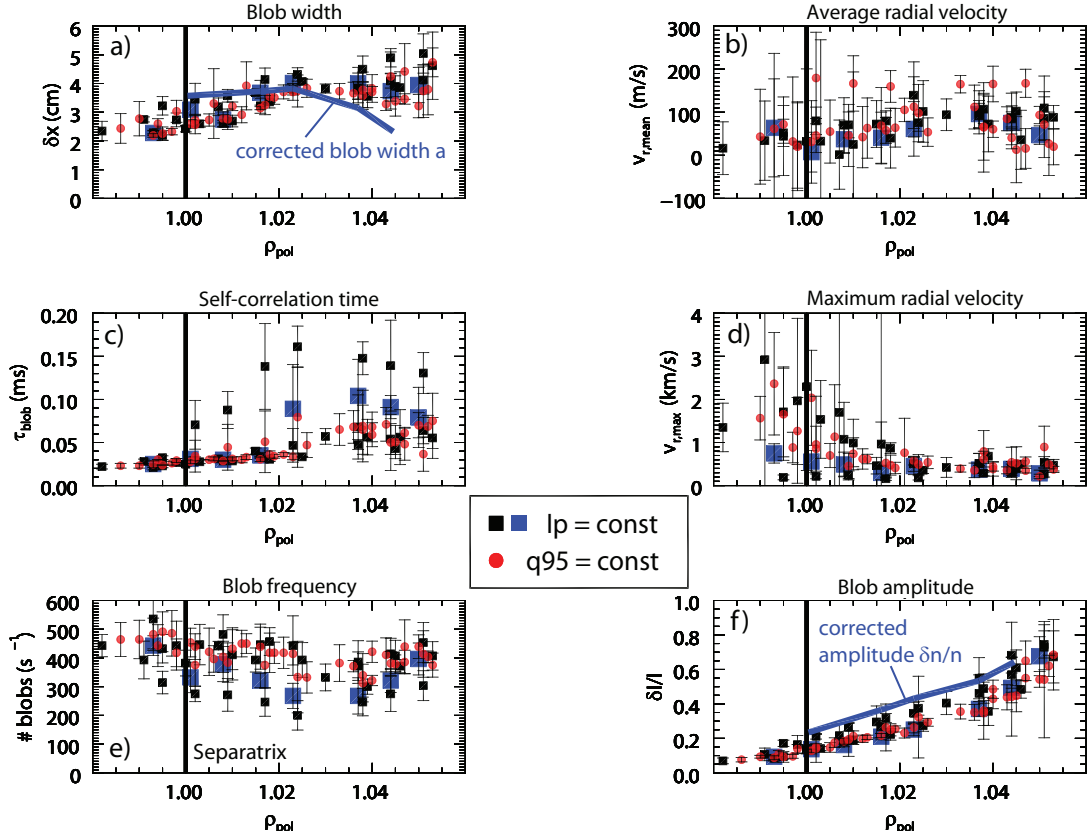 Blob width
a)
6
5
4
3
2
1
0
δx (cm)
corrected blob width a
1.00 1.02 1.04
ρpol
Average radial velocity
b)
300
200
100
0
−100
vr,mean (m/s)
1.00 1.02 1.04
ρpol
Self-correlation time
c)
0.20
0.15
0.10
0.05
0.00
τblob (ms)
1.00 1.02 1.04
ρpol
Maximum radial velocity
d)
4
3
2
1
0
vr,max (km/s)
1.00 1.02 1.04
ρpol
Ip = const
q95 = const
Blob frequency
600
500
400
300
200
100
0
# blobs (s −1)
e)
Separatrix
1.00 1.02 1.04
ρpol
Blob amplitude
f)
1.0
0.8
0.6
0.4
0.2
0.0
δI/I
corrected
amplitude δn/n
1.00 1.02 1.04
ρpol